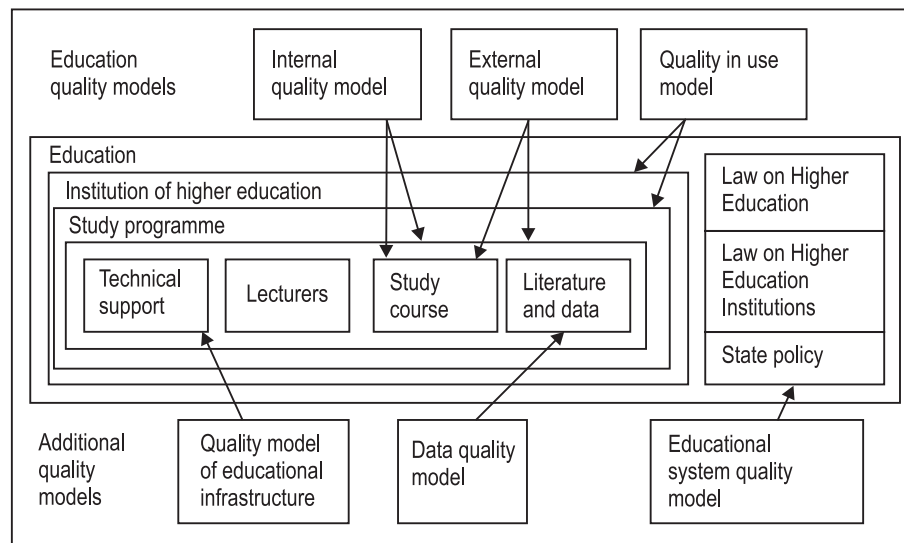 Education
quality models
Internal
quality model
External
quality model
Quality in use
model
Education
Institution of higher education
Study programme
Technical
support
Lecturers
Study
course
Literature
and data
Law on Higher
Education
Law on Higher
Education
Institutions
State policy
Additional
quality
models
Quality model
of educational
infrastructure
Data quality
model
Educational
system quality
model